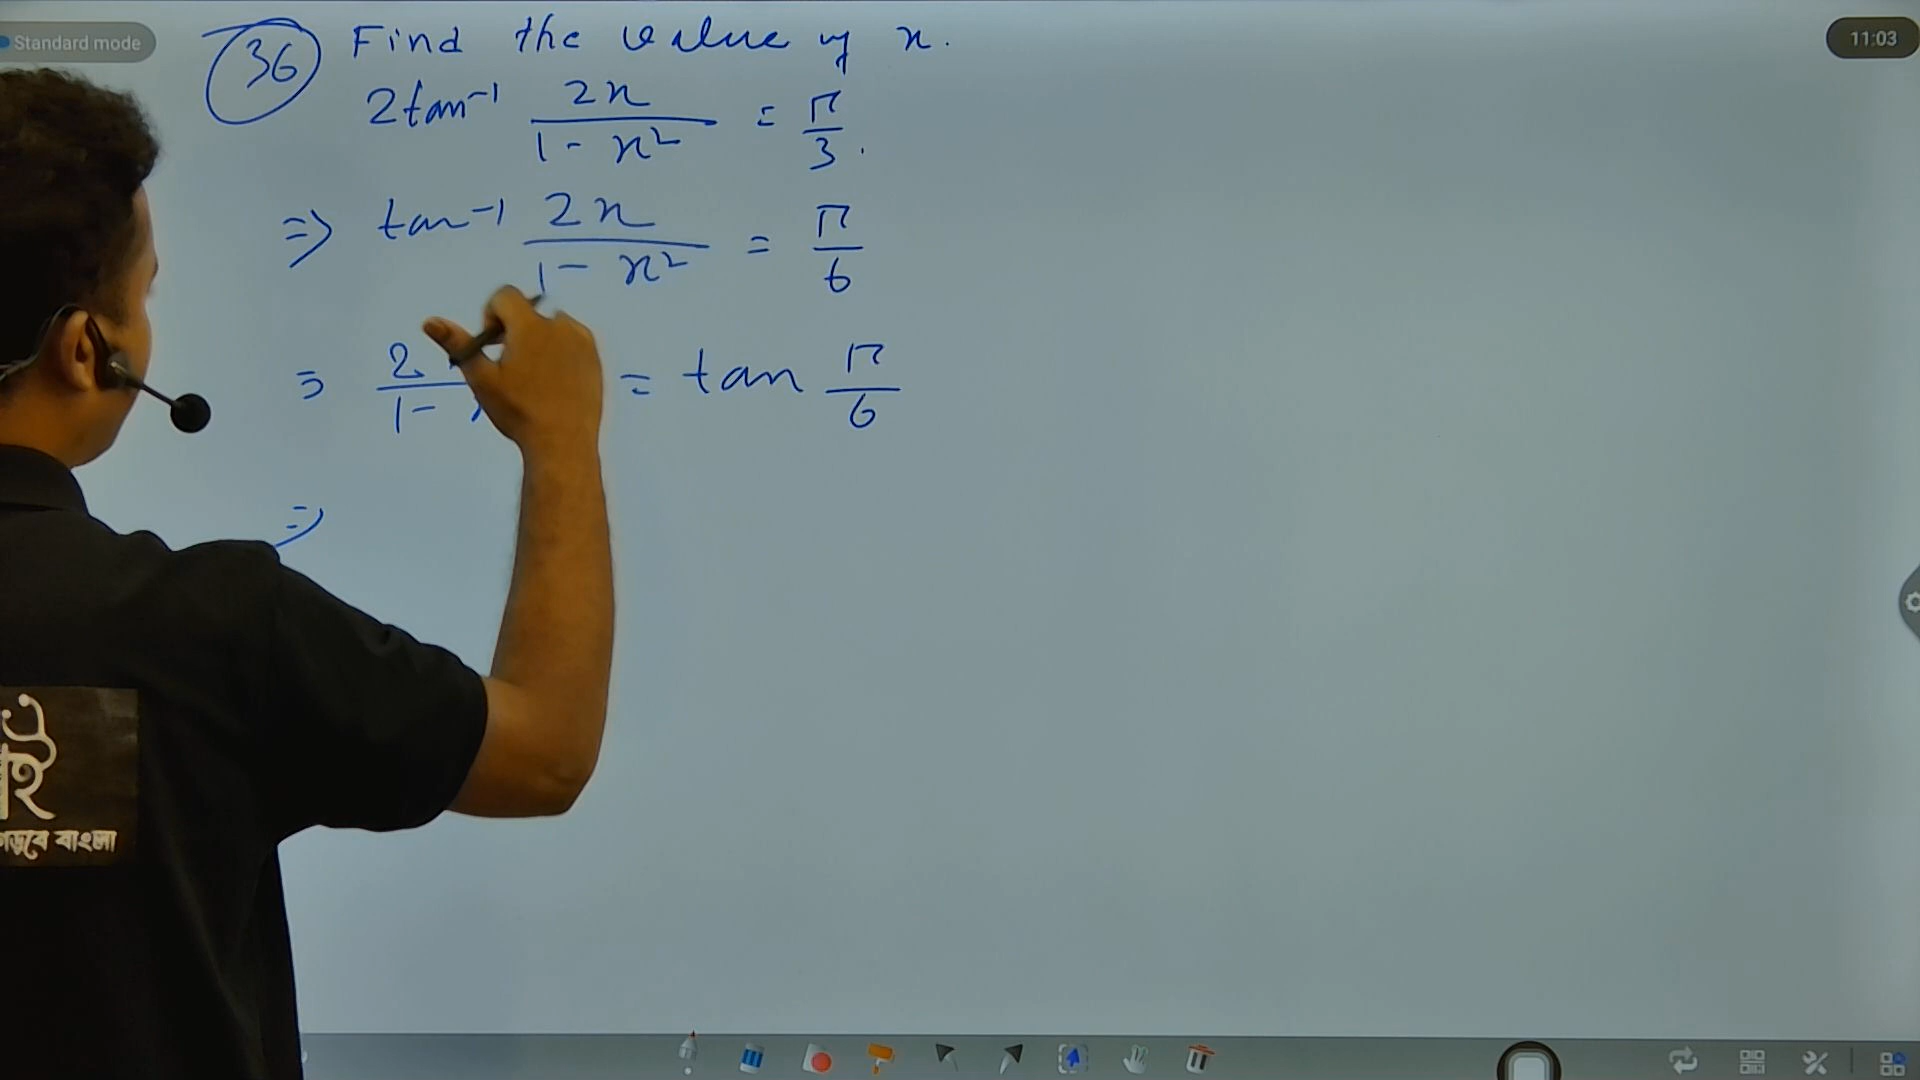 Standard mode
11:03
36 Find the value of x.
2tan⁻¹ 2x/(1 - x²) = π/3.
⇒ tan⁻¹ 2x/(1 - x²) = π/6
⇒ 2 /1- = tan π/6
⇒
বাংলা